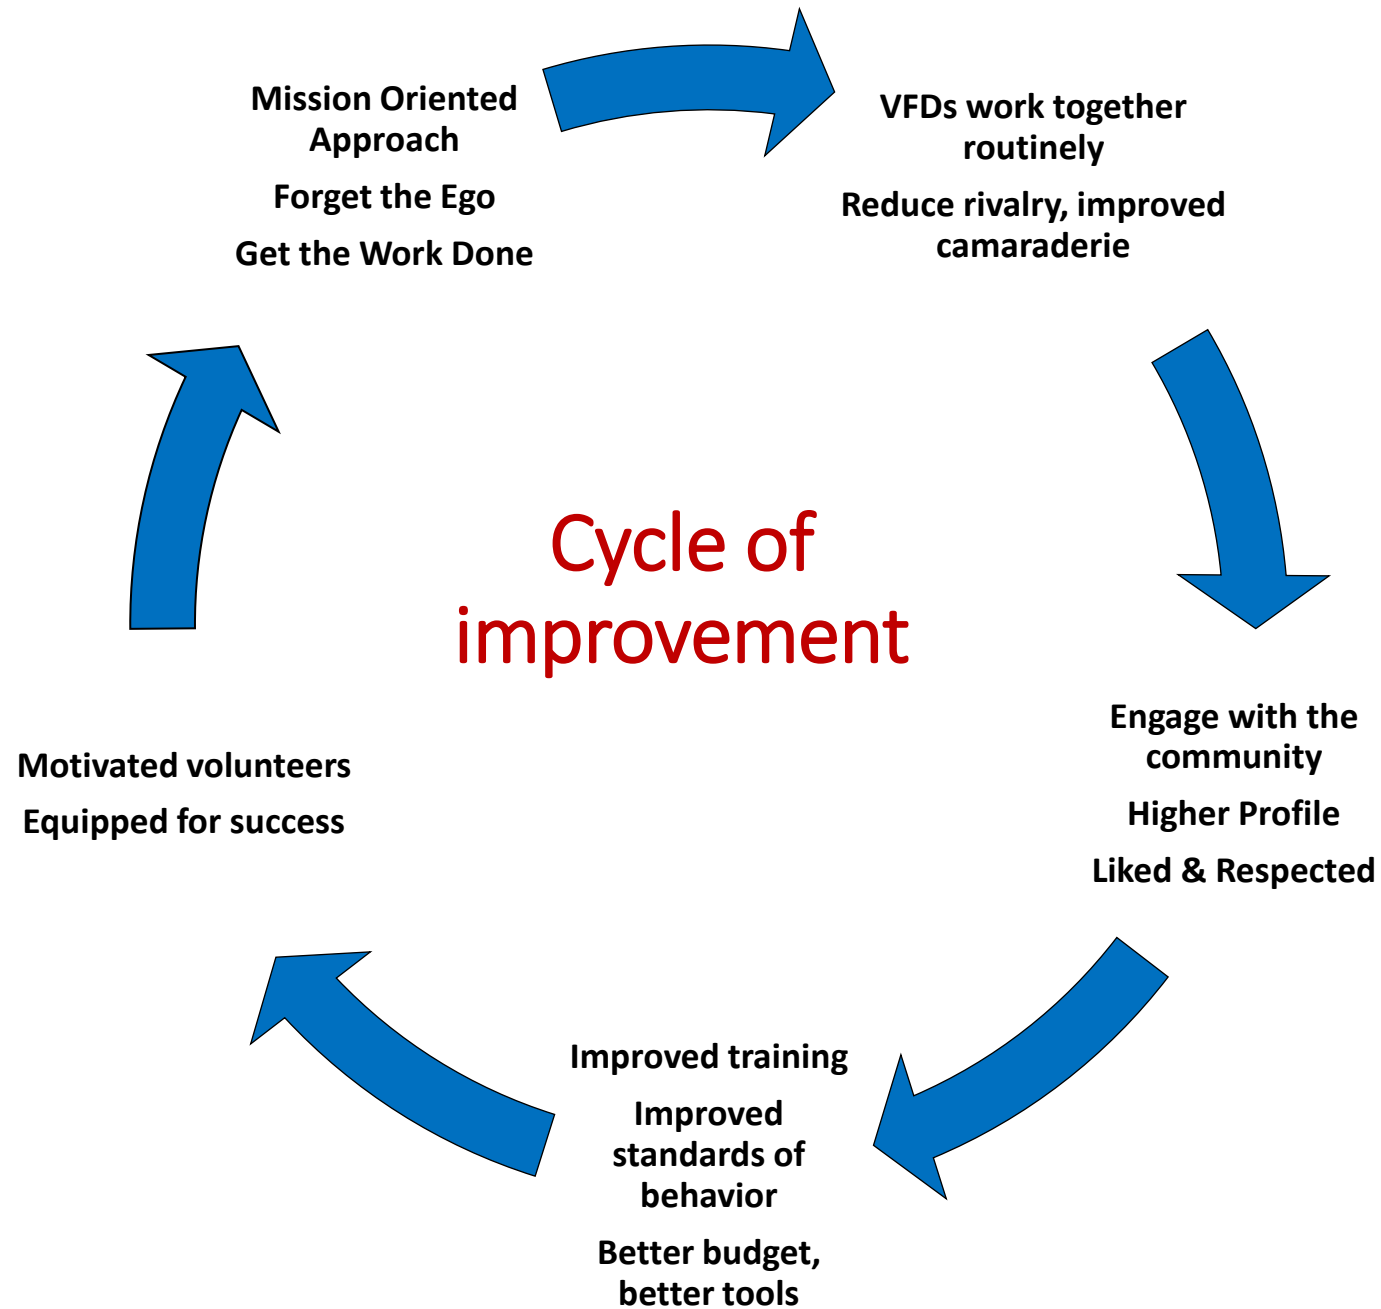 Mission Oriented
Approach
Forget the Ego
Get the Work Done
VFDs work together
routinely
Reduce rivalry, improved
camaraderie
Cycle of
improvement
Engage with the
community
Higher Profile
Liked & Respected
Improved training
Improved
standards of
behavior
Better budget,
better tools
Motivated volunteers
Equipped for success